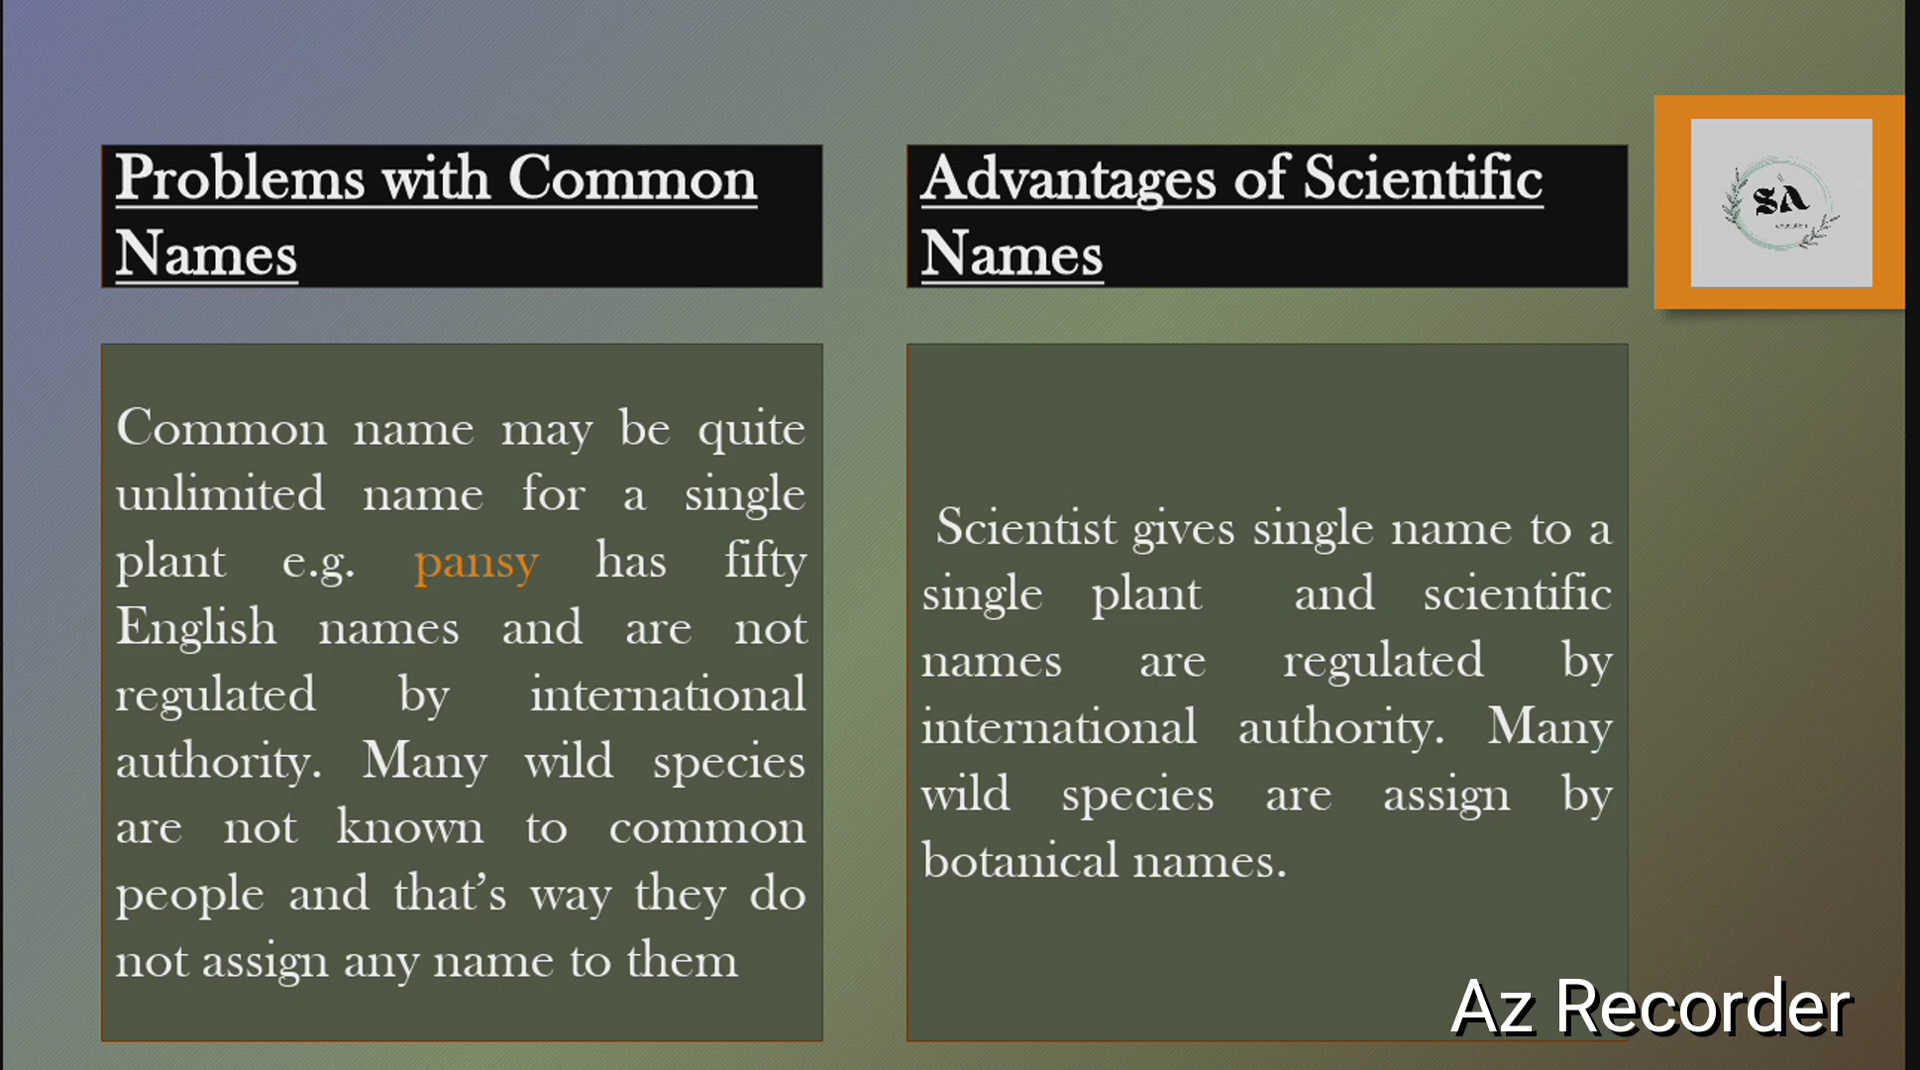 Problems with Common
Names
Common name may be quite
unlimited name for a single
plant e.g. pansy has fifty
English names and are not
regulated by international
authority. Many wild species
are not known to common
people and that's way they do
not assign any name to them
Advantages of Scientific
Names
Scientist gives single name to a
single plant and scientific
names are regulated by
international authority. Many
wild species are assign by
botanical names.
SA
Az Recorder